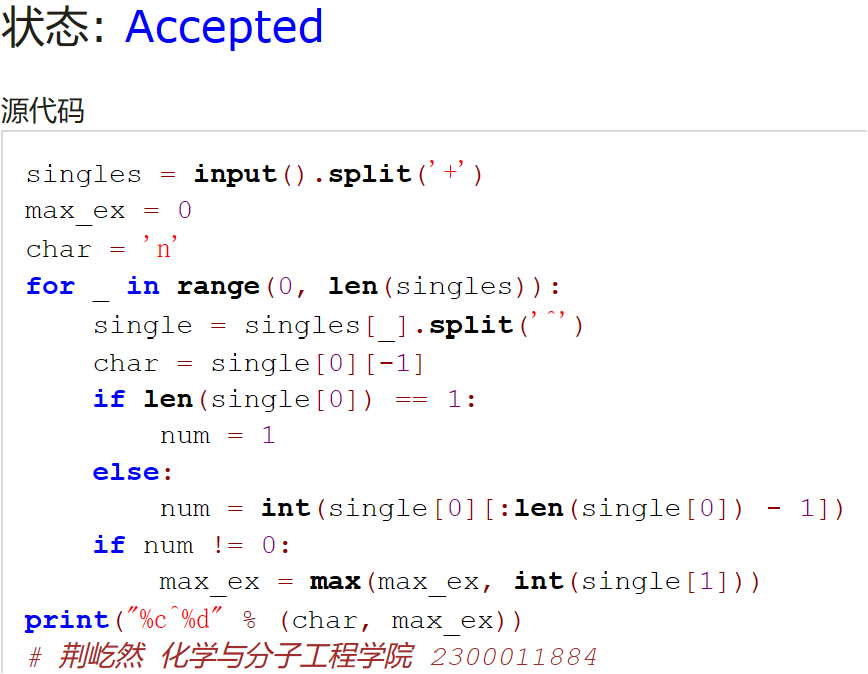 状态: Accepted
源代码
singles = input().split('+')
max_ex = 0
char = 'n'
for _ in range(0, len(singles)):
    single = singles[_].split('^')
    char = single[0][-1]
    if len(single[0]) == 1:
        num = 1
    else:
        num = int(single[0][:len(single[0]) - 1])
    if num != 0:
        max_ex = max(max_ex, int(single[1]))
print("%c^%d" % (char, max_ex))
# 荆屹然 化学与分子工程学院 2300011884